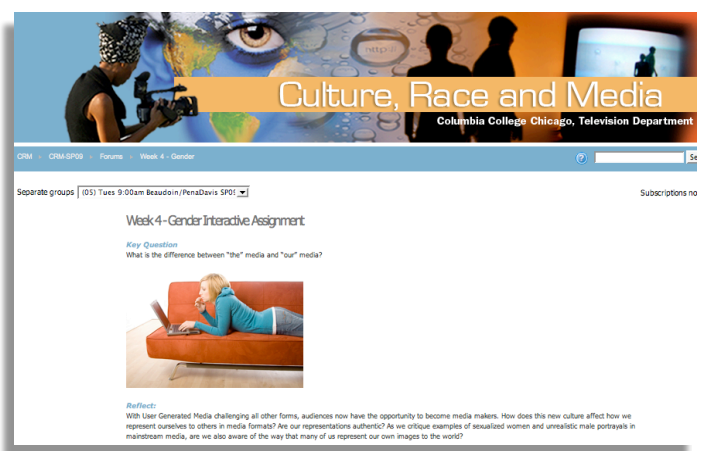 http://
Culture, Race and Media
Columbia College Chicago, Television Department
CRM › CRM-SP09 › Forums › Week 4 - Gender
Se
Separate groups (05) Tues 9:00am Beaudoin/PenaDavis SP0
Subscriptions no
Week 4 - Gender Interactive Assignment
Key Question
What is the difference between "the" media and "our" media?
Reflect:
With User Generated Media challenging all other forms, audiences now have the opportunity to become media makers. How does this new culture affect how we
represent ourselves to others in media formats? Are our representations authentic? As we critique examples of sexualized women and unrealistic male portrayals in
mainstream media, are we also aware of the way that many of us represent our own images to the world?